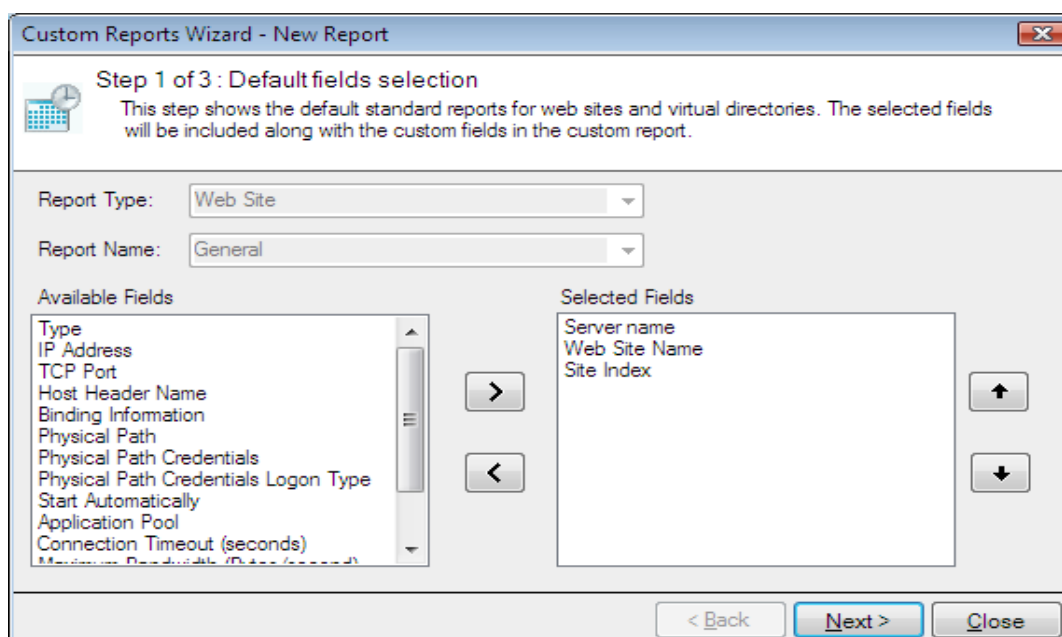 Custom Reports Wizard - New Report
Step 1 of 3 : Default fields selection
This step shows the default standard reports for web sites and virtual directories. The selected fields
will be included along with the custom fields in the custom report.
Report Type: Web Site
Report Name: General
Available Fields
Type
IP Address
TCP Port
Host Header Name
Binding Information
Physical Path
Physical Path Credentials
Physical Path Credentials Logon Type
Start Automatically
Application Pool
Connection Timeout (seconds)
Maximum Bandwidth (Bytes/second)
Selected Fields
Server name
Web Site Name
Site Index
< Back
Next >
Close